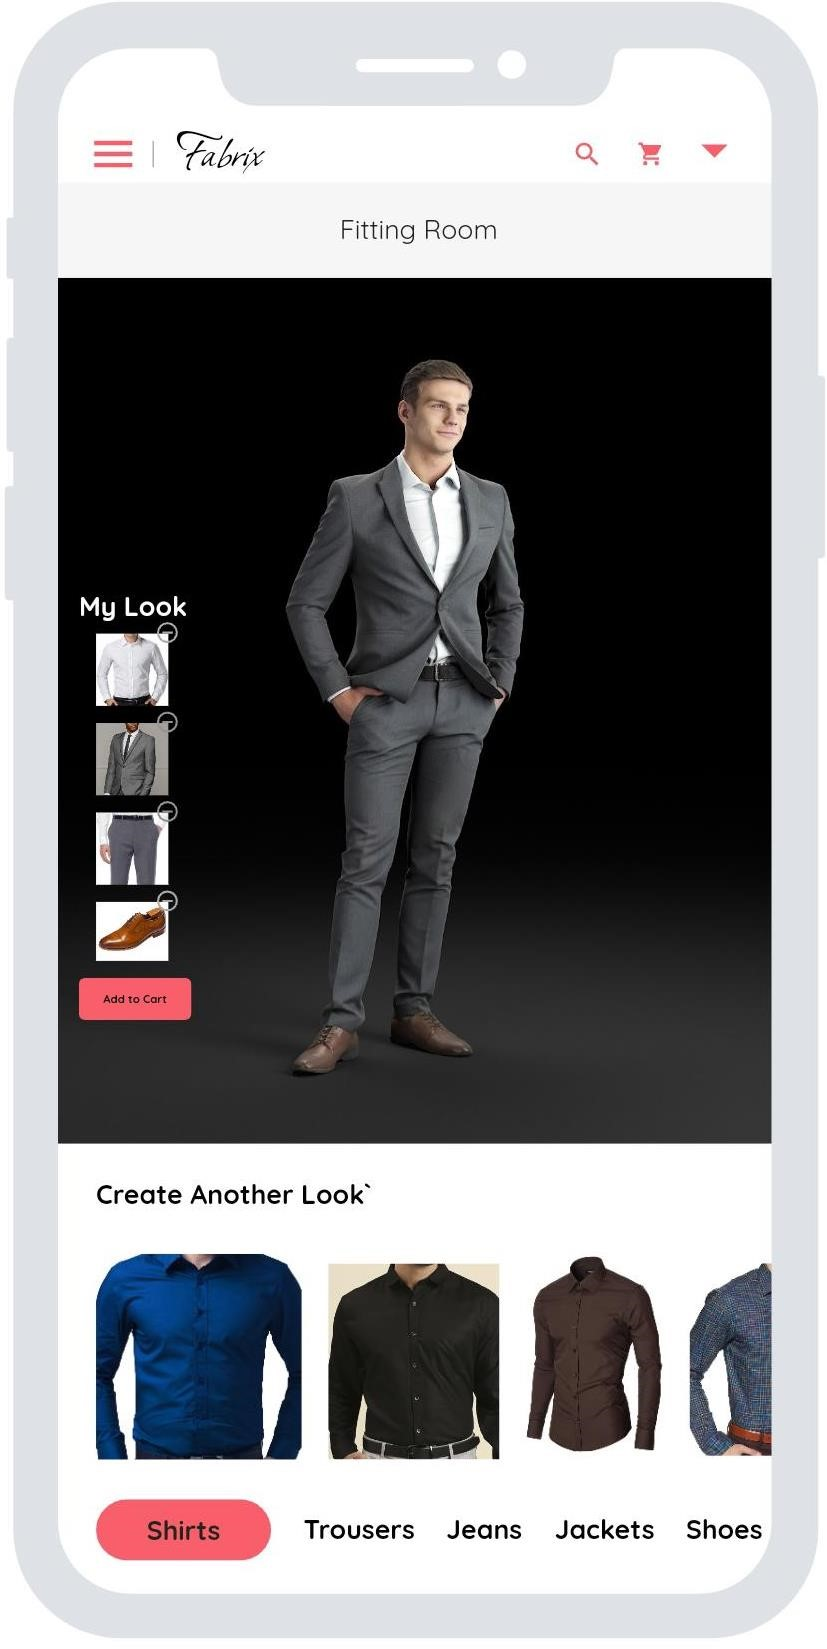 Fabrix
Fitting Room
My Look
Add to Cart
Create Another Look`
Shirts Trousers Jeans Jackets Shoes